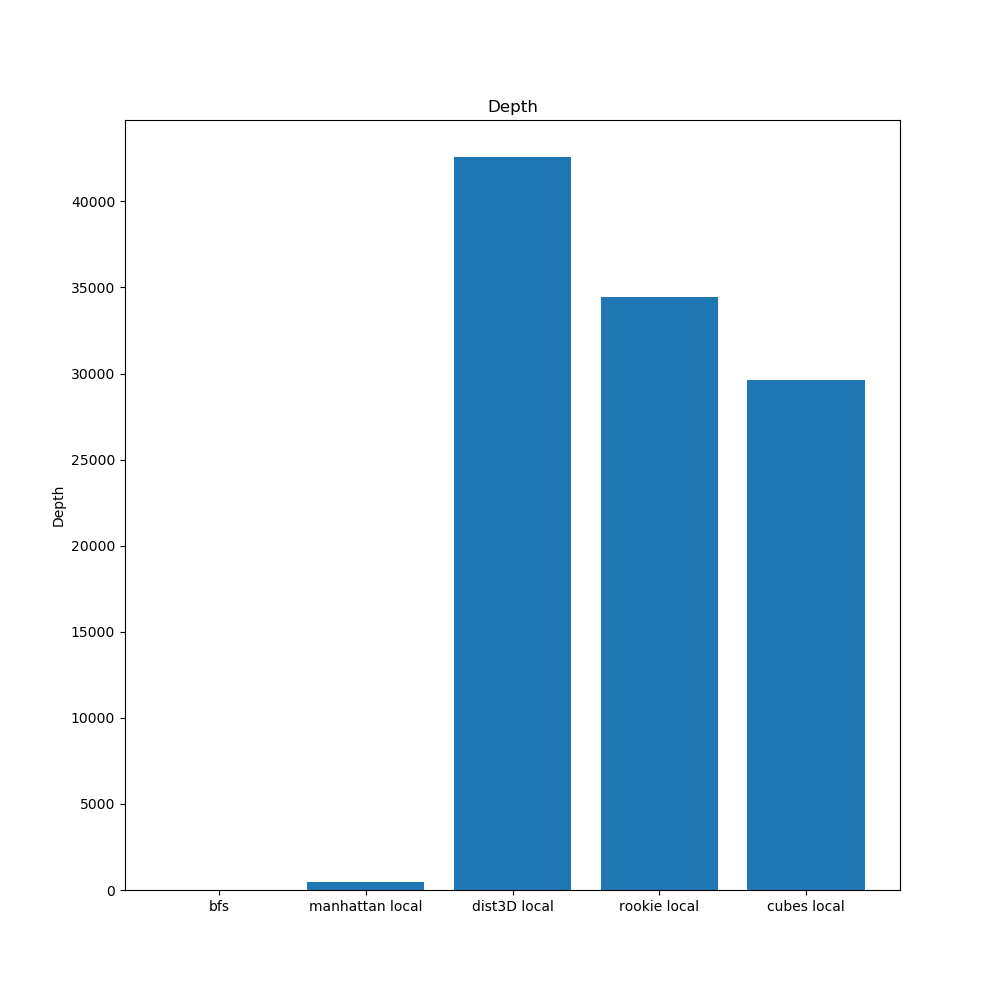 Depth
40000
35000
30000
25000
20000
15000
10000
5000
0
Depth
bfs
manhattan local
dist3D local
rookie local
cubes local